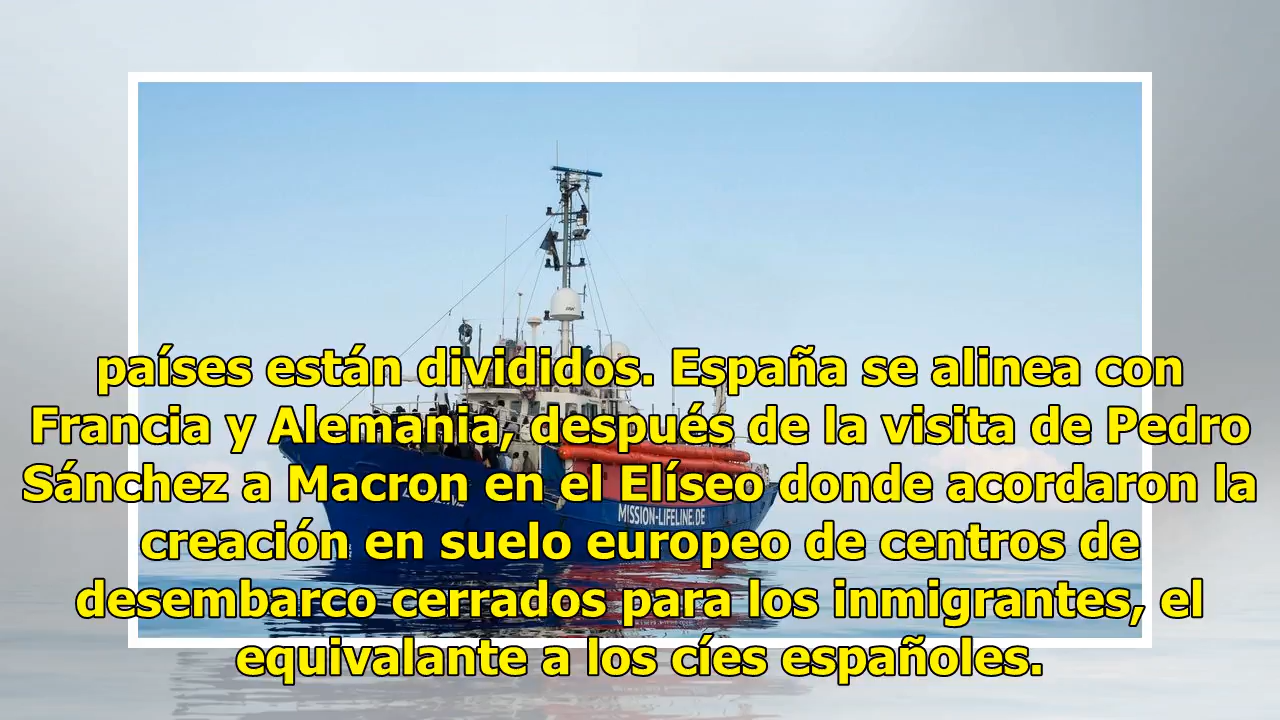 países están divididos. España se alinea con
Francia y Alemania, después de la visita de Pedro
Sánchez a Macron en el Elíseo donde acordaron la
creación en suelo europeo de centros de
desembarco cerrados para los inmigrantes, el
equivalante a los cíes españoles.
MISSION-LIFELINE.DE